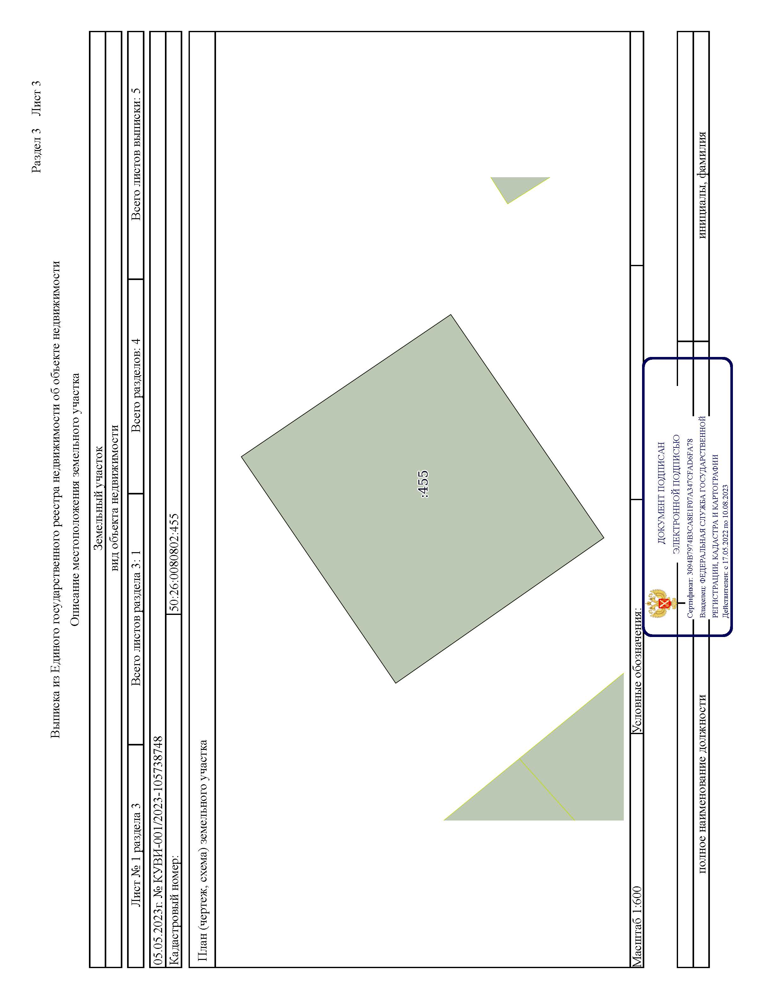 Раздел 3 Лист 3
Выписка из Единого государственного реестра недвижимости об объекте недвижимости
Описание местоположения земельного участка
Земельный участок
вид объекта недвижимости
Лист № 1 раздела 3 Всего листов раздела 3: 1 Всего разделов: 4 Всего листов выписки: 5
05.05.2023г. № КУВИ-001/2023-105738748
Кадастровый номер: 50:26:0080802:455
План (чертеж, схема) земельного участка
:455
Масштаб 1:600 Условные обозначения:
ДОКУМЕНТ ПОДПИСАН
ЭЛЕКТРОННОЙ ПОДПИСЬЮ
Сертификат: 3094B7974B3CA8E1F07A347CFAD6FA78
Владелец: ФЕДЕРАЛЬНАЯ СЛУЖБА ГОСУДАРСТВЕННОЙ
РЕГИСТРАЦИИ, КАДАСТРА И КАРТОГРАФИИ
Действителен: с 17.05.2022 по 10.08.2023
полное наименование должности инициалы, фамилия